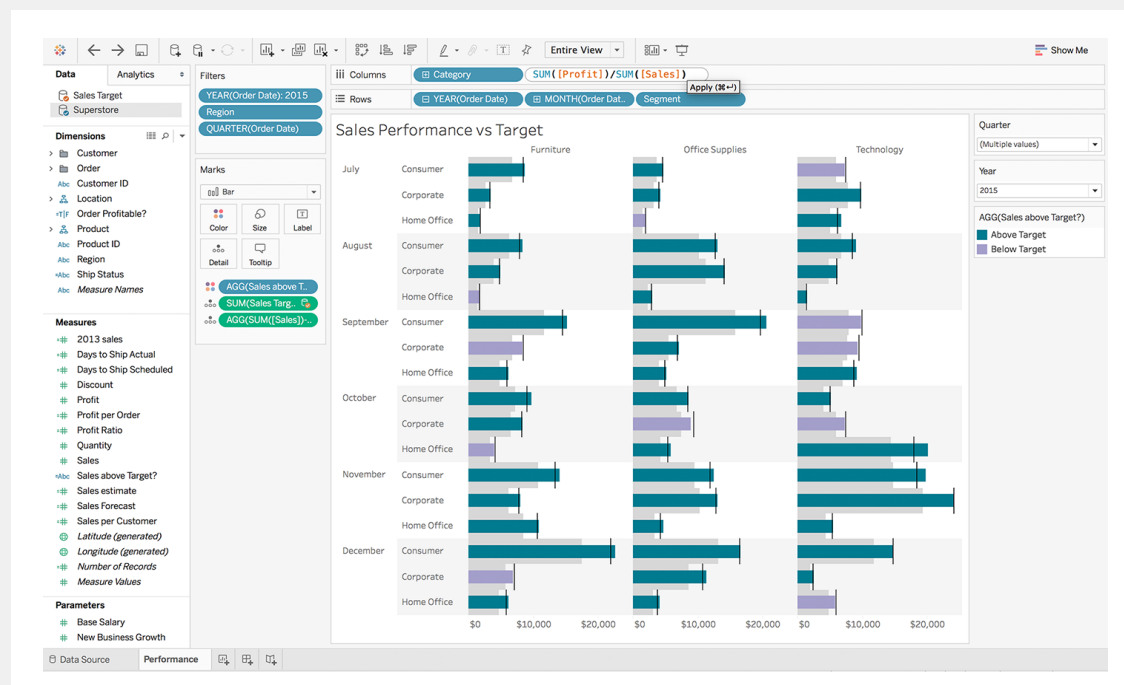 Entire View
Show Me
Data
Analytics
Sales Target
Superstore
Dimensions
Customer
Order
Abc Customer ID
Location
=T|F Order Profitable?
Product
Abc Product ID
Abc Region
=Abc Ship Status
Abc Measure Names
Measures
2013 sales
Days to Ship Actual
Days to Ship Scheduled
Discount
Profit
Profit per Order
Profit Ratio
Quantity
Sales
=Abc Sales above Target?
Sales estimate
Sales Forecast
Sales per Customer
Latitude (generated)
Longitude (generated)
Number of Records
Measure Values
Parameters
Base Salary
New Business Growth
Filters
YEAR(Order Date): 2015
Region
QUARTER(Order Date)
Marks
Bar
Color
Size
Label
Detail
Tooltip
AGG(Sales above T..
SUM(Sales Targ..
AGG(SUM([Sales])-..
Columns
Category
SUM([Profit])/SUM([Sales])
Apply (⌘↩)
Rows
YEAR(Order Date)
MONTH(Order Dat..
Segment
Sales Performance vs Target
Furniture
Office Supplies
Technology
July
Consumer
Corporate
Home Office
August
Consumer
Corporate
Home Office
September
Consumer
Corporate
Home Office
October
Consumer
Corporate
Home Office
November
Consumer
Corporate
Home Office
December
Consumer
Corporate
Home Office
$0 $10,000 $20,000 $0 $10,000 $20,000 $0 $10,000 $20,000
Quarter
(Multiple values)
Year
2015
AGG(Sales above Target?)
Above Target
Below Target
Data Source
Performance